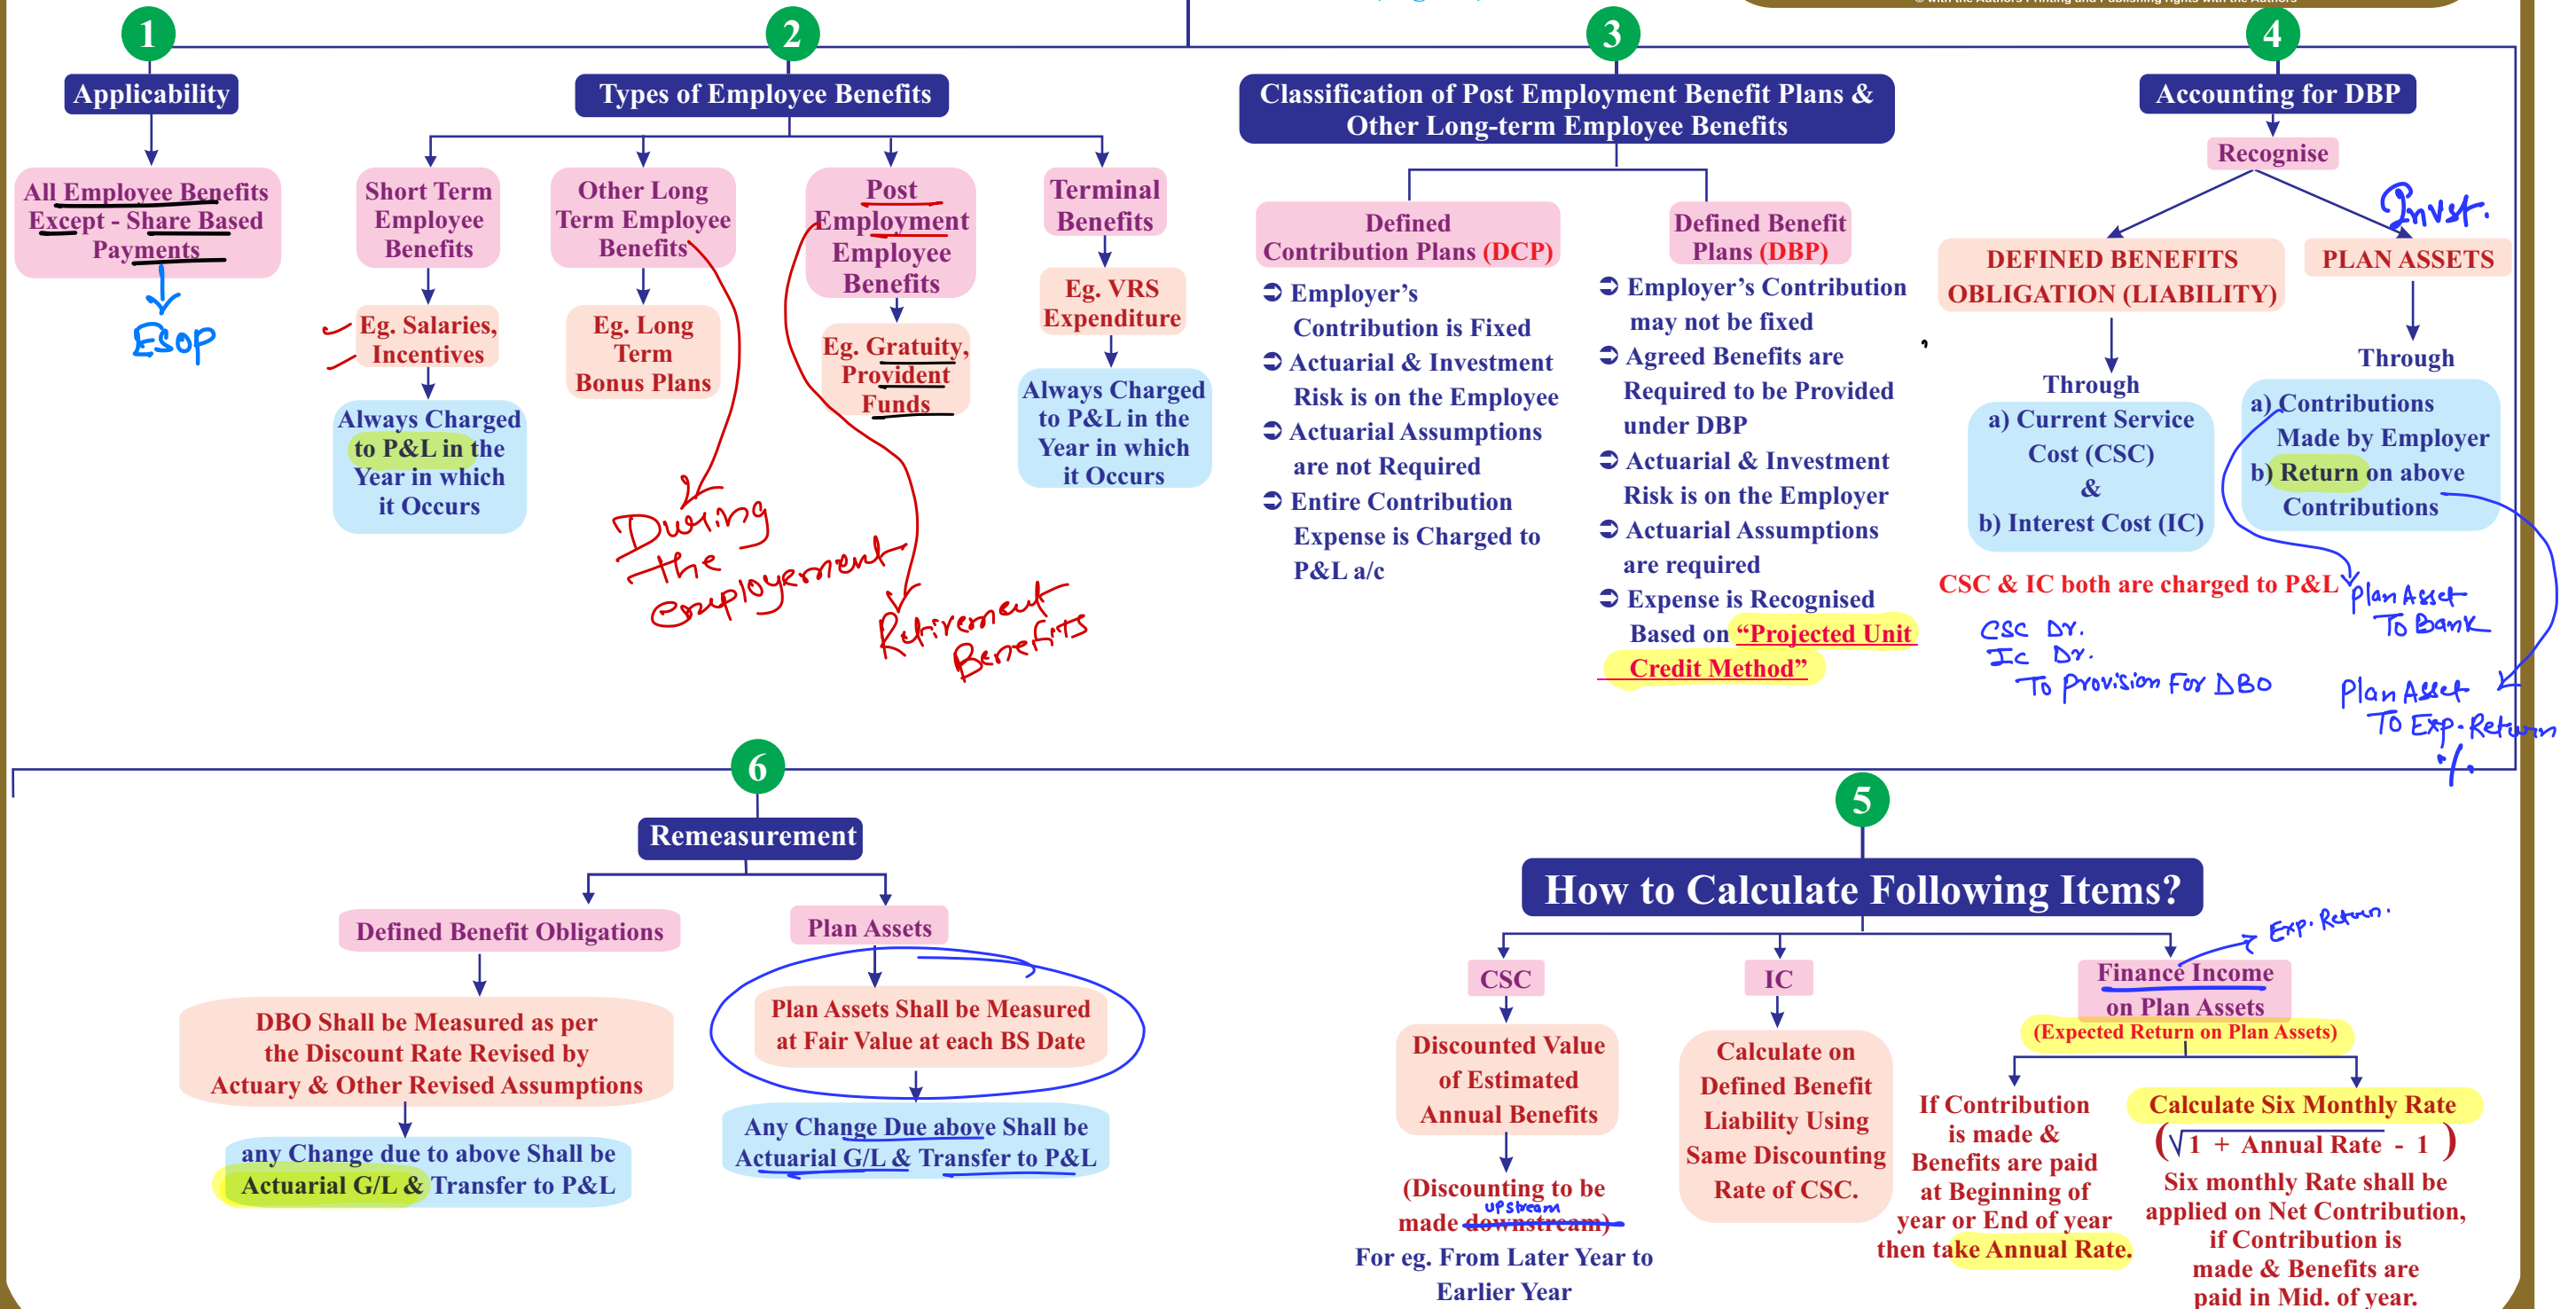 © with the Authors Printing and Publishing rights with the Authors
1
Applicability
All Employee Benefits
Except - Share Based
Payments
ESOP
2
Types of Employee Benefits
Short Term
Employee
Benefits
Eg. Salaries,
Incentives
Always Charged
to P&L in the
Year in which
it Occurs
Other Long
Term Employee
Benefits
Eg. Long
Term
Bonus Plans
During
the
employement
Post
Employment
Employee
Benefits
Eg. Gratuity,
Provident
Funds
Retirement
Benefits
Terminal
Benefits
Eg. VRS
Expenditure
Always Charged
to P&L in the
Year in which
it Occurs
3
Classification of Post Employment Benefit Plans &
Other Long-term Employee Benefits
Defined
Contribution Plans (DCP)
➲ Employer’s
Contribution is Fixed
➲ Actuarial & Investment
Risk is on the Employee
➲ Actuarial Assumptions
are not Required
➲ Entire Contribution
Expense is Charged to
P&L a/c
Defined Benefit
Plans (DBP)
➲ Employer’s Contribution
may not be fixed
➲ Agreed Benefits are
Required to be Provided
under DBP
➲ Actuarial & Investment
Risk is on the Employer
➲ Actuarial Assumptions
are required
➲ Expense is Recognised
Based on “Projected Unit
Credit Method”
4
Accounting for DBP
Recognise
DEFINED BENEFITS
OBLIGATION (LIABILITY)
Through
a) Current Service
Cost (CSC)
&
b) Interest Cost (IC)
CSC & IC both are charged to P&L
CSC Dr.
IC Dr.
To Provision For DBO
Invst.
PLAN ASSETS
Through
a) Contributions
Made by Employer
b) Return on above
Contributions
Plan Asset
To Bank
Plan Asset
To Exp. Return
%
6
Remeasurement
Defined Benefit Obligations
DBO Shall be Measured as per
the Discount Rate Revised by
Actuary & Other Revised Assumptions
any Change due to above Shall be
Actuarial G/L & Transfer to P&L
Plan Assets
Plan Assets Shall be Measured
at Fair Value at each BS Date
Any Change Due above Shall be
Actuarial G/L & Transfer to P&L
5
How to Calculate Following Items?
CSC
Discounted Value
of Estimated
Annual Benefits
(Discounting to be
upstream
made downstream)
For eg. From Later Year to
Earlier Year
IC
Calculate on
Defined Benefit
Liability Using
Same Discounting
Rate of CSC.
Exp. Return.
Finance Income
on Plan Assets
(Expected Return on Plan Assets)
If Contribution
is made &
Benefits are paid
at Beginning of
year or End of year
then take Annual Rate.
Calculate Six Monthly Rate
(√1 + Annual Rate - 1)
Six monthly Rate shall be
applied on Net Contribution,
if Contribution is
made & Benefits are
paid in Mid. of year.